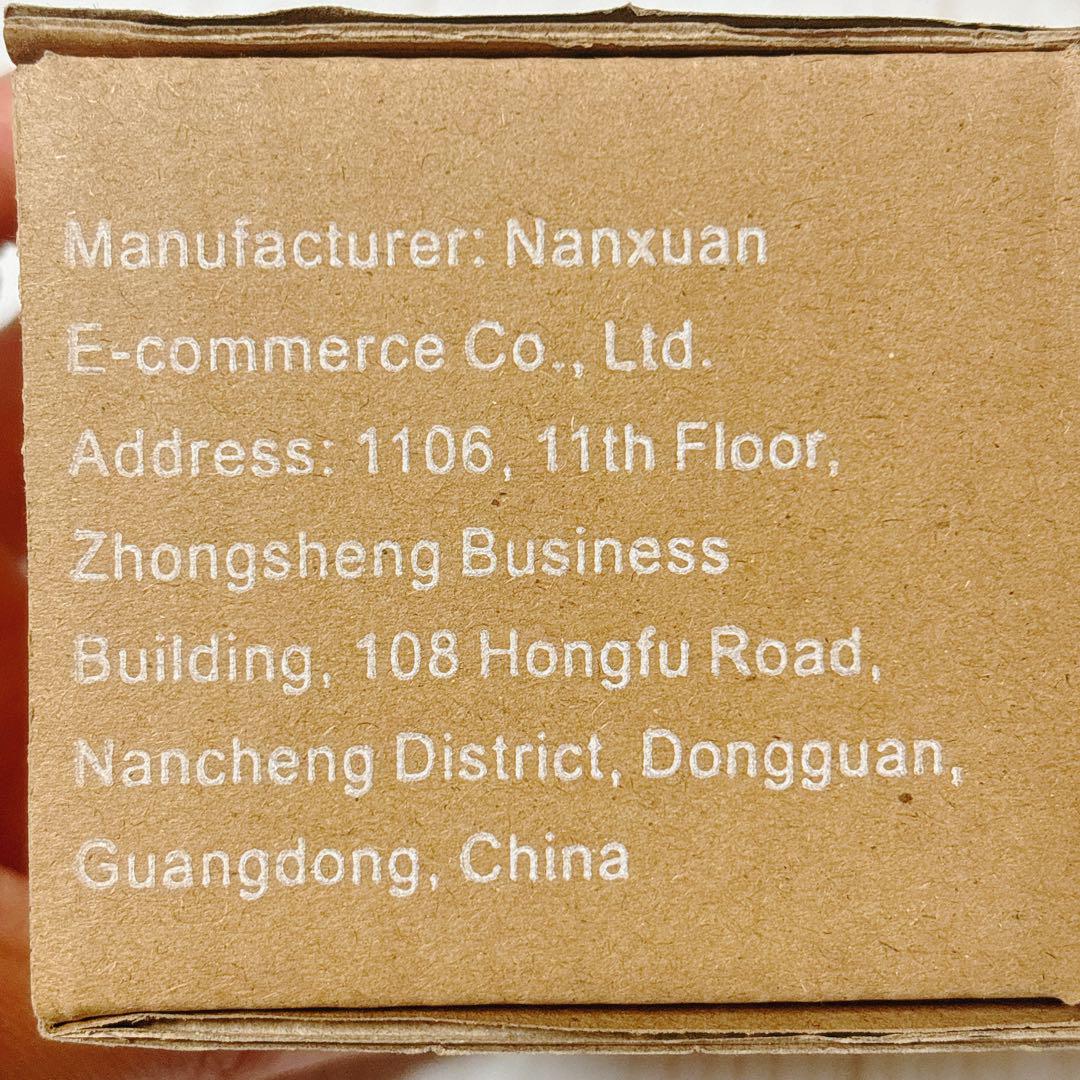 Manufacturer: Nanxuan
E-commerce Co., Ltd.
Address: 1106, 11th Floor,
Zhongsheng Business
Building, 108 Hongfu Road,
Nancheng District, Dongguan,
Guangdong, China